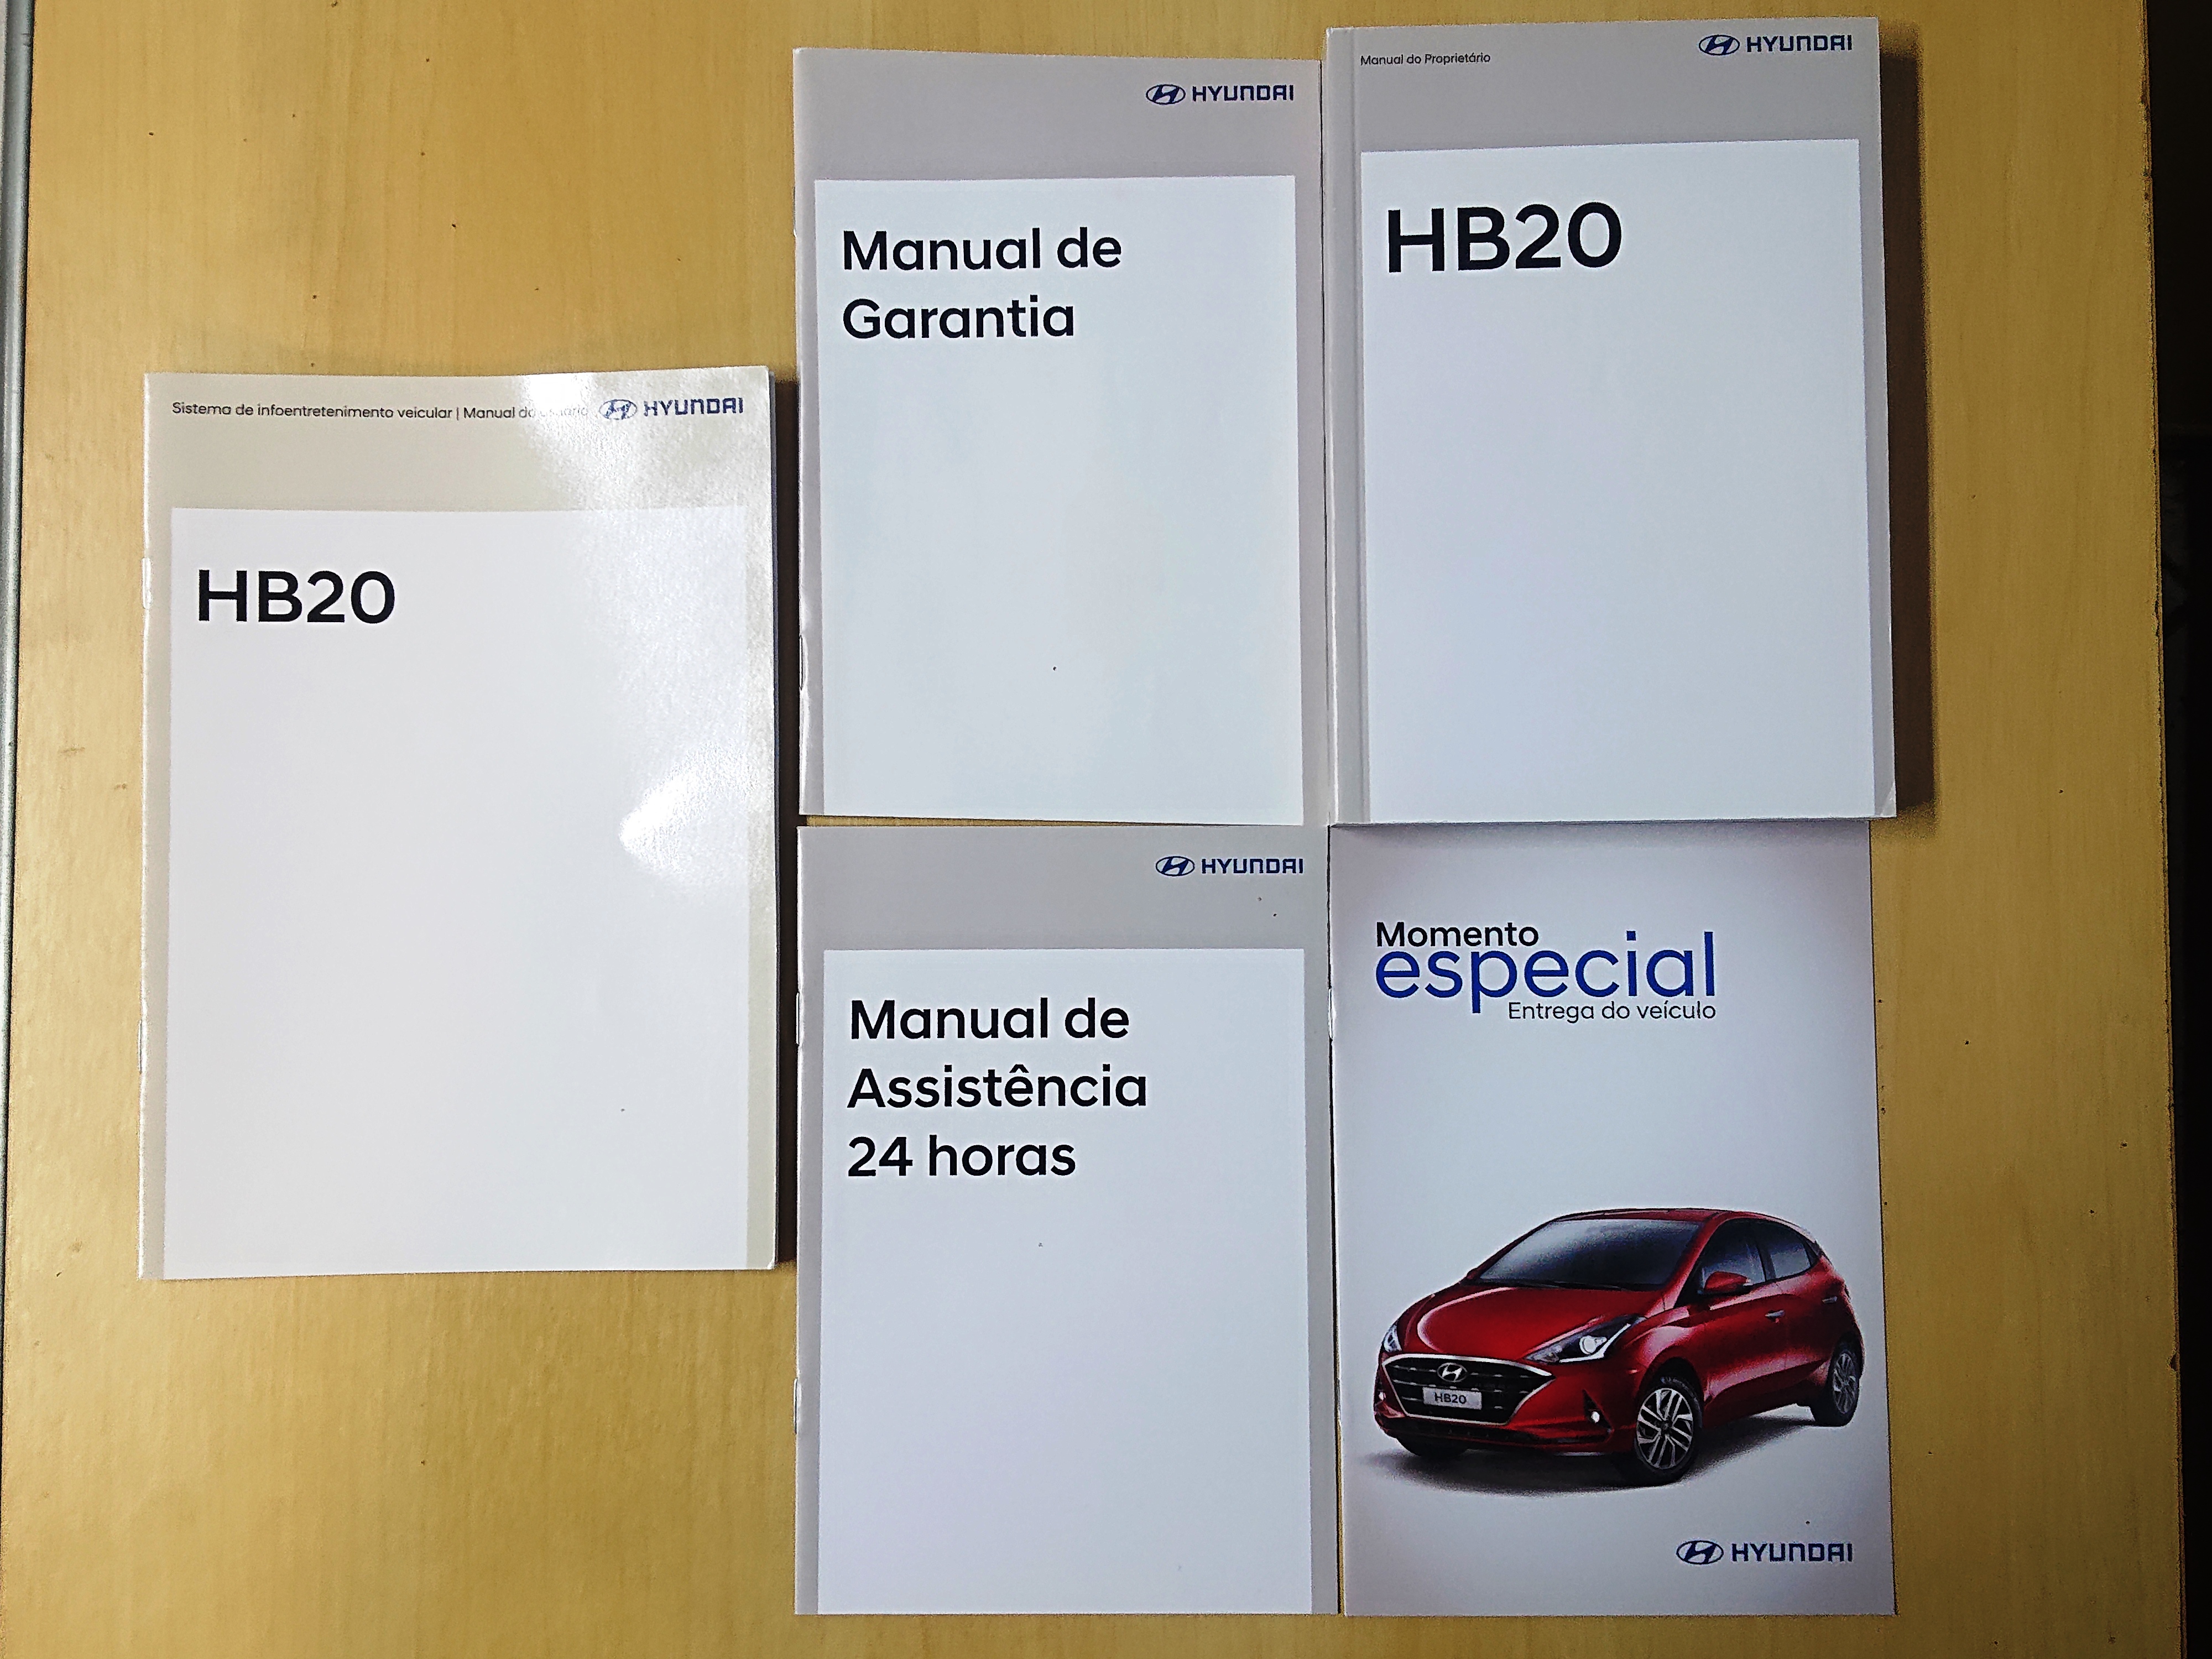 Sistema de infoentretenimento veicular | Manual do usuário HYUNDAI
HB20
HYUNDAI
Manual de
Garantia
Manual do Proprietário HYUNDAI
HB20
HYUNDAI
Manual de
Assistência
24 horas
Momento
especial
Entrega do veículo
HB20
HYUNDAI